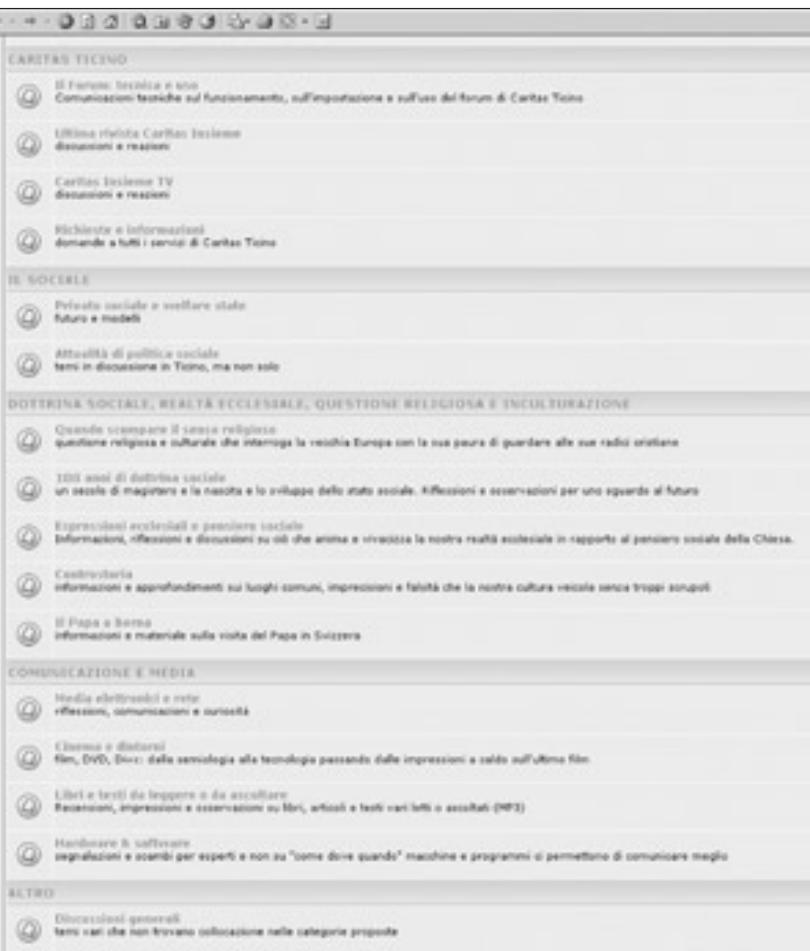 CARITAS TICINO
Il Forum: tecnica e uso
Comunicazioni tecniche sul funzionamento, sull'impostazione e sull'uso del forum di Caritas Ticino
Ultima rivista Caritas Insieme
discussioni e reazioni
Caritas Insieme TV
discussioni e reazioni
Richieste e informazioni
domande a tutti i servizi di Caritas Ticino
IL SOCIALE
Privato sociale e welfare state
futuro e modelli
Attualità di politica sociale
temi in discussione in Ticino, ma non solo
DOTTRINA SOCIALE, REALTÀ ECCLESIALE, QUESTIONE RELIGIOSA E INCULTURAZIONE
Quando scompare il senso religioso
questione religiosa e culturale che interroga la vecchia Europa con la sua paura di guardare alle sue radici cristiane
100 anni di dottrina sociale
un secolo di magistero e la nascita e lo sviluppo dello stato sociale. Riflessioni e osservazioni per uno sguardo al futuro
Espressioni ecclesiali e pensiero sociale
Informazioni, riflessioni e discussioni su ciò che anima e vivacizza la nostra realtà ecclesiale in rapporto al pensiero sociale della Chiesa.
Controstoria
informazioni e approfondimenti sui luoghi comuni, imprecisioni e falsità che la nostra cultura veicola senza troppi scrupoli
Il Papa a Berna
informazioni e materiale sulla visita del Papa in Svizzera
COMUNICAZIONE E MEDIA
Media elettronici e rete
riflessioni, comunicazioni e curiosità
Cinema e dintorni
film, DVD, Divx: dalla semiologia alla tecnologia passando dalle impressioni a caldo sull'ultimo film
Libri e testi da leggere o da ascoltare
Recensioni, impressioni e osservazioni su libri, articoli e testi vari letti o ascoltati (MP3)
Hardware & software
segnalazioni e scambi per esperti e non su "come dove quando" macchine e programmi ci permettono di comunicare meglio
ALTRO
Discussioni generali
temi vari che non trovano collocazione nelle categorie proposte